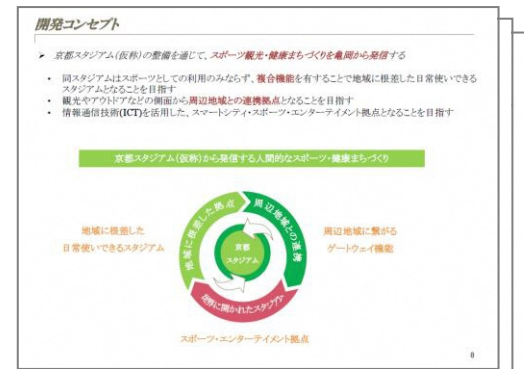 開発コンセプト
➢ 京都スタジアム(仮称)の整備を通じて、スポーツ観光・健康まちづくりを亀岡から発信する
• 同スタジアムはスポーツとしての利用のみならず、複合機能を有することで地域に根差した日常使いできる
スタジアムとなることを目指す
• 観光やアウトドアなどの側面から周辺地域との連携拠点となることを目指す
• 情報通信技術(ICT)を活用した、スマートシティ・スポーツ・エンターテイメント拠点となることを目指す
京都スタジアム(仮称)から発信する人間的なスポーツ・健康まちづくり
地域に根差した拠点
周辺地域との連携
地域に根差した
日常使いできるスタジアム
京都
スタジアム
周辺地域に繋がる
ゲートウェイ機能
世界に開かれたスタジアム
スポーツ・エンターテイメント拠点
8